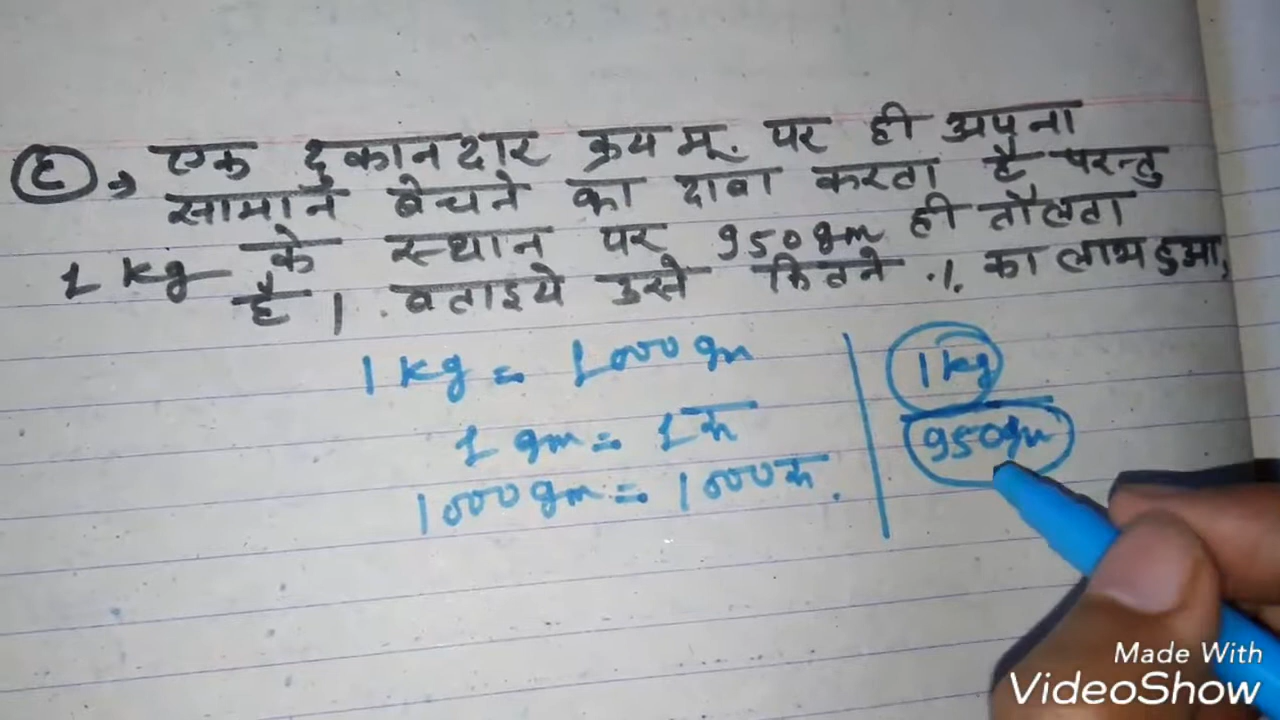 ह एक दुकानदार क्रय मू. पर ही अपना
सामान बेचने का दावा करता है परन्तु
1 kg के स्थान पर 950 gm ही तौलता
है। बताइये उसे कितने ./. का लाभ हुआ,
1 kg = 1000 gm
1 gm = 1 रू
1000 gm = 1000 रू.
1 kg
950 gm
Made With
VideoShow